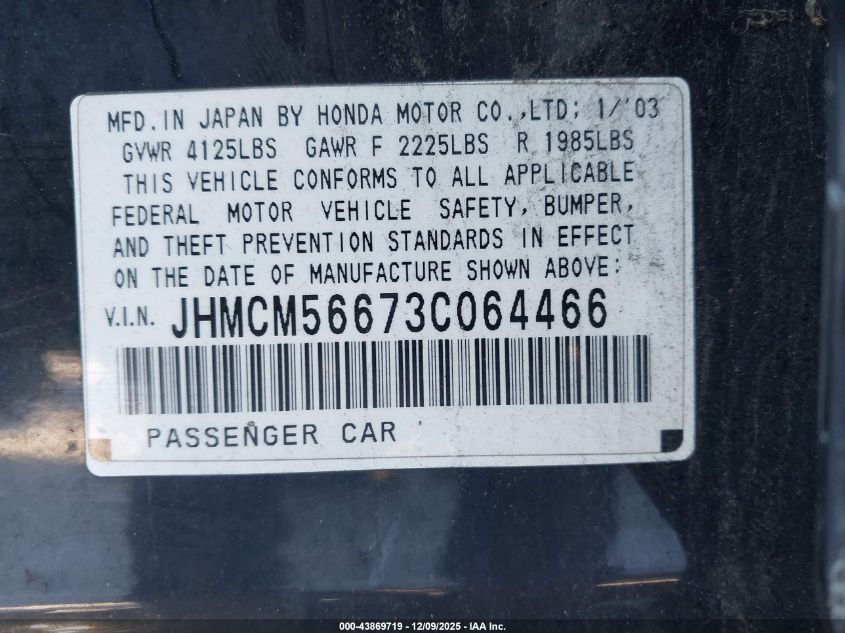 MFD. IN JAPAN BY HONDA MOTOR CO.,LTD; 1/'03
GVWR 4125LBS GAWR F 2225LBS R 1985LBS
THIS VEHICLE CONFORMS TO ALL APPLICABLE
FEDERAL MOTOR VEHICLE SAFETY, BUMPER,
AND THEFT PREVENTION STANDARDS IN EFFECT
ON THE DATE OF MANUFACTURE SHOWN ABOVE:
V.I.N. JHMCM56673C064466
PASSENGER CAR
000-43869719 - 12/09/2025 - IAA Inc.